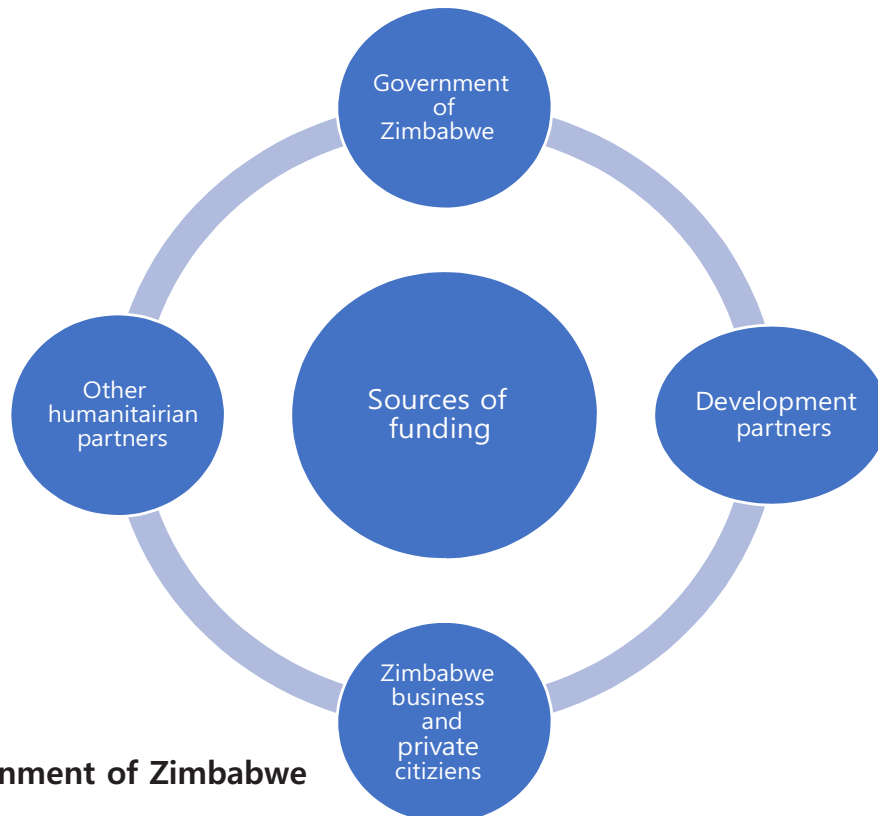 Government
of
Zimbabwe
Other
humanitairian
partners
Sources of
funding
Development
partners
Zimbabwe
business
and
private
citiziens
nment of Zimbabwe